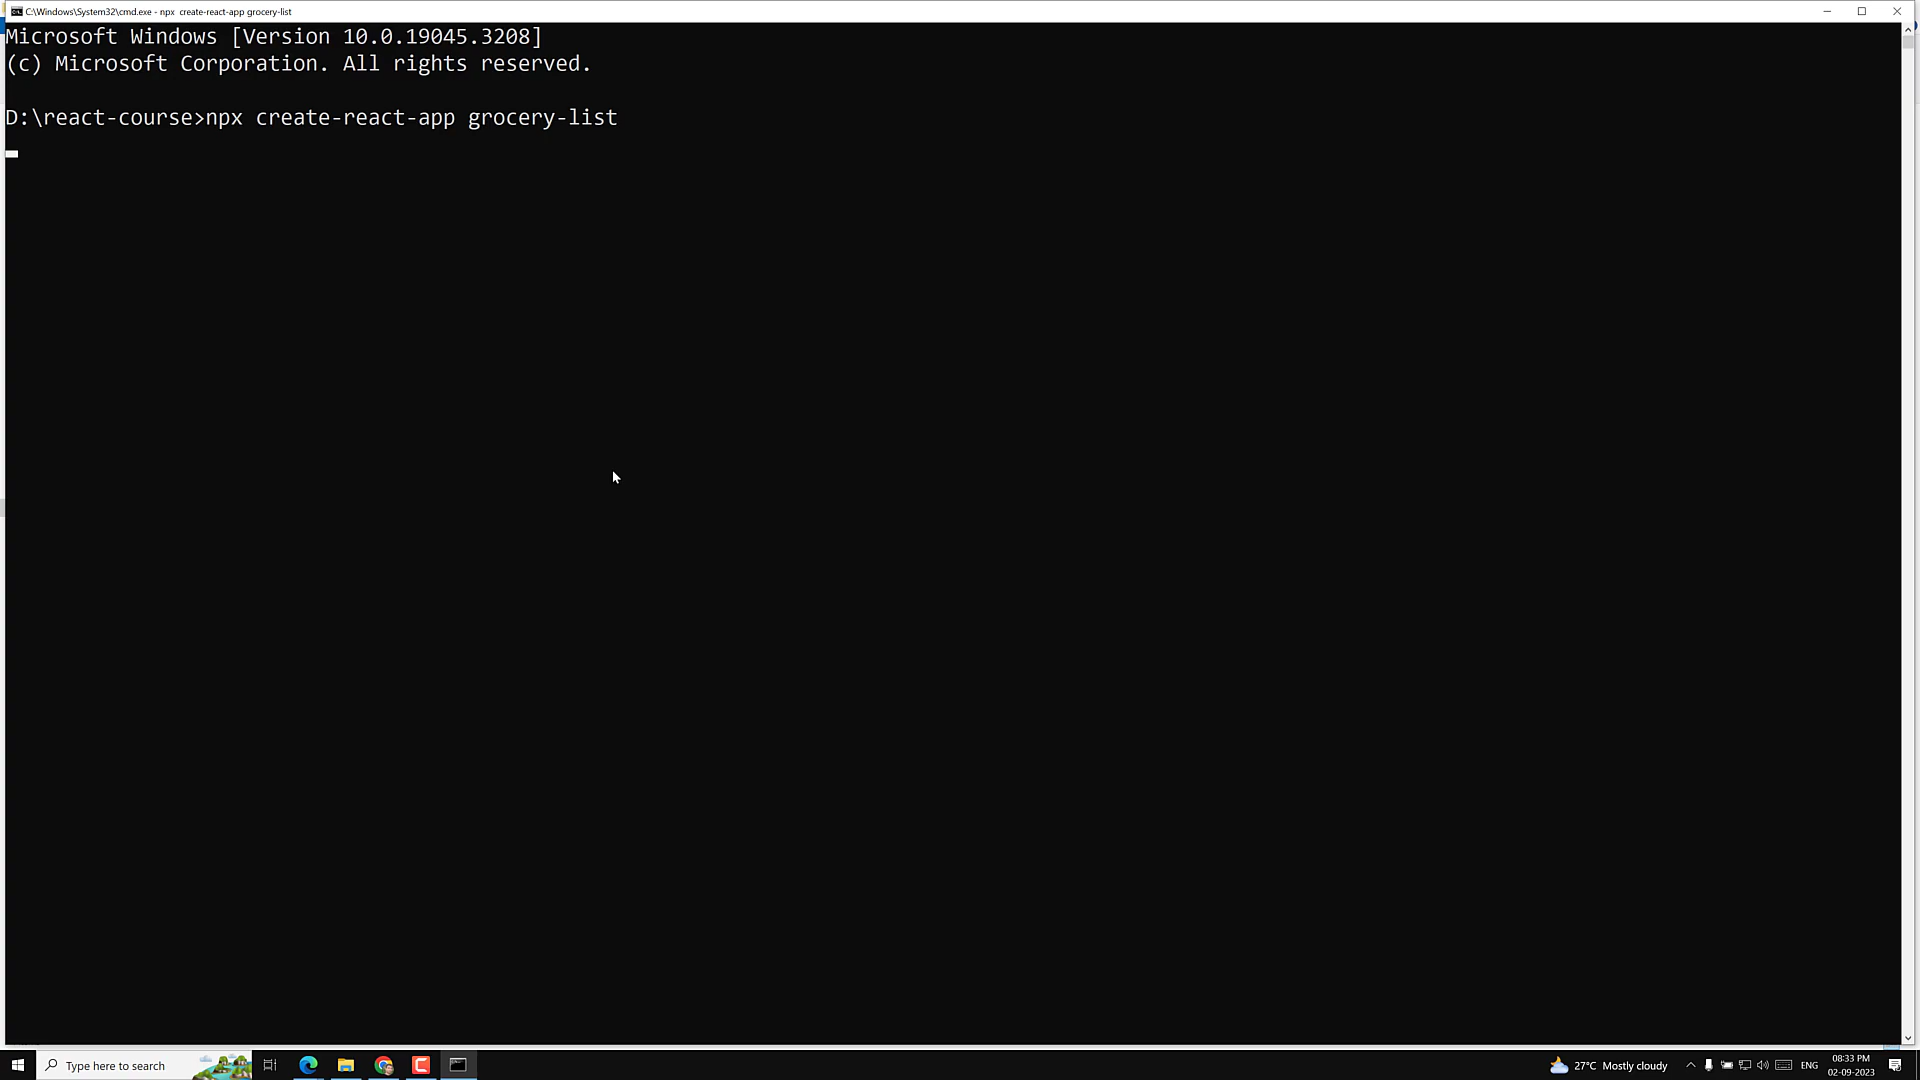 C:\Windows\System32\cmd.exe - npx  create-react-app grocery-list
Microsoft Windows [Version 10.0.19045.3208]
(c) Microsoft Corporation. All rights reserved.
D:\react-course>npx create-react-app grocery-list
Type here to search
27°C Mostly cloudy
ENG
08:33 PM
02-09-2023